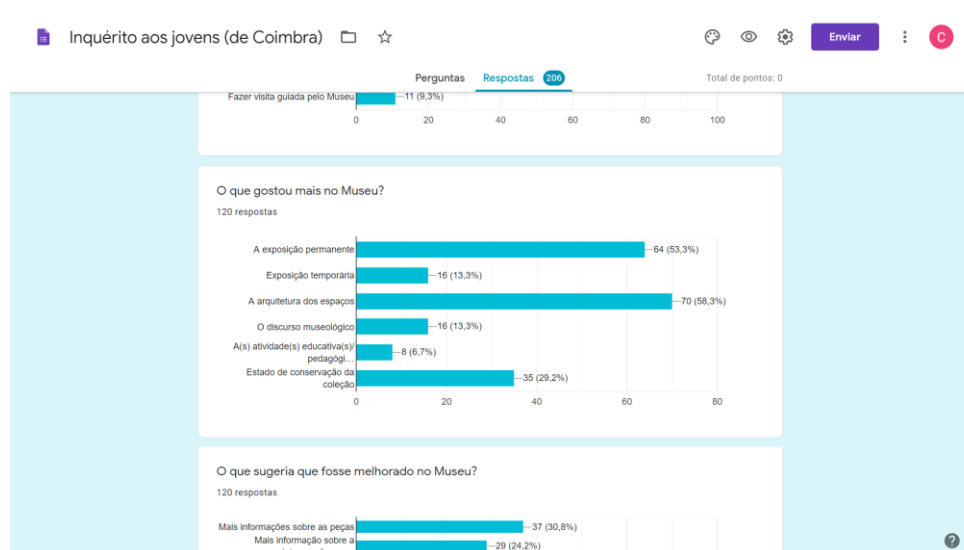 Inquérito aos jovens (de Coimbra)
Enviar
C
Perguntas Respostas 206
Total de pontos: 0
Fazer visita guiada pelo Museu
11 (9,3%)
0 20 40 60 80 100
O que gostou mais no Museu?
120 respostas
A exposição permanente
64 (53,3%)
Exposição temporária
16 (13,3%)
A arquitetura dos espaços
70 (58,3%)
O discurso museológico
16 (13,3%)
A(s) atividade(s) educativa(s)/
pedagógi…
8 (6,7%)
Estado de conservação da
coleção
35 (29,2%)
0 20 40 60 80
O que sugeria que fosse melhorado no Museu?
120 respostas
Mais informações sobre as peças
37 (30,8%)
Mais informação sobre a
29 (24,2%)